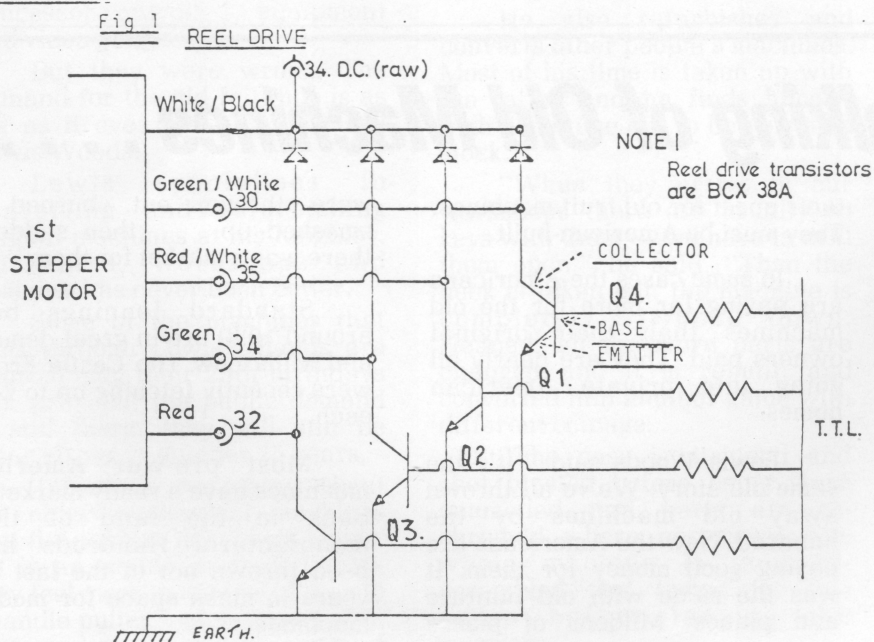 Fig 1
REEL DRIVE
34. D.C. (raw)
White / Black
NOTE
Reel drive transistors
are BCX 38A
Green / White
30
1st
STEPPER
MOTOR
Red / White
35
COLLECTOR
Q4.
BASE
EMITTER
Green
34
Q1.
Red
32
T.T.L.
Q2.
Q3.
EARTH.